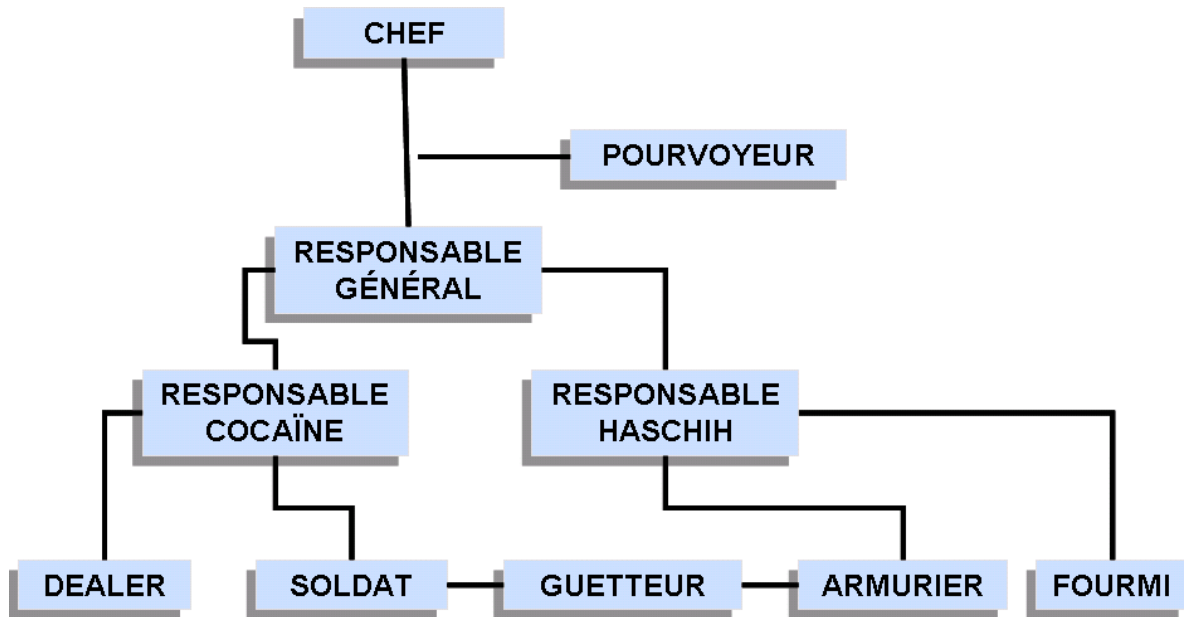 CHEF
POURVOYEUR
RESPONSABLE
GÉNÉRAL
RESPONSABLE
COCAÏNE
RESPONSABLE
HASCHIH
DEALER
SOLDAT
GUETTEUR
ARMURIER
FOURMI